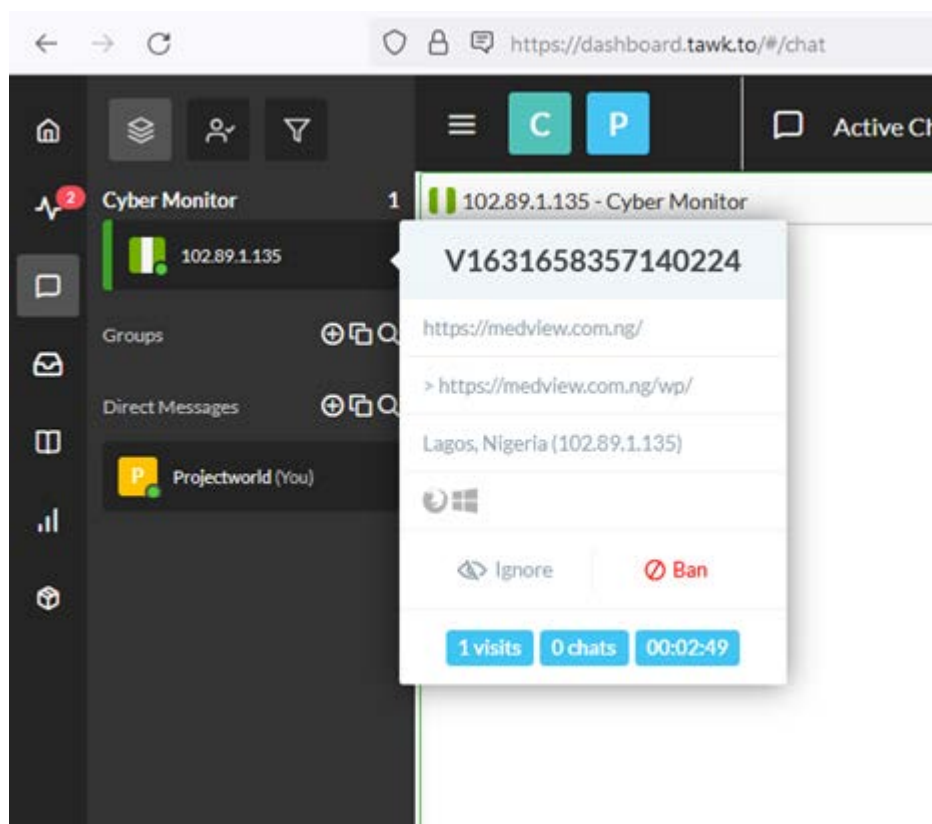 https://dashboard.tawk.to/#/chat
C P Active Ch
2
Cyber Monitor 1
102.89.1.135 - Cyber Monitor
102.89.1.135
V1631658357140224
https://medview.com.ng/
Groups
> https://medview.com.ng/wp/
Direct Messages
Lagos, Nigeria (102.89.1.135)
P Projectworld (You)
Ignore Ban
1 visits 0 chats 00:02:49